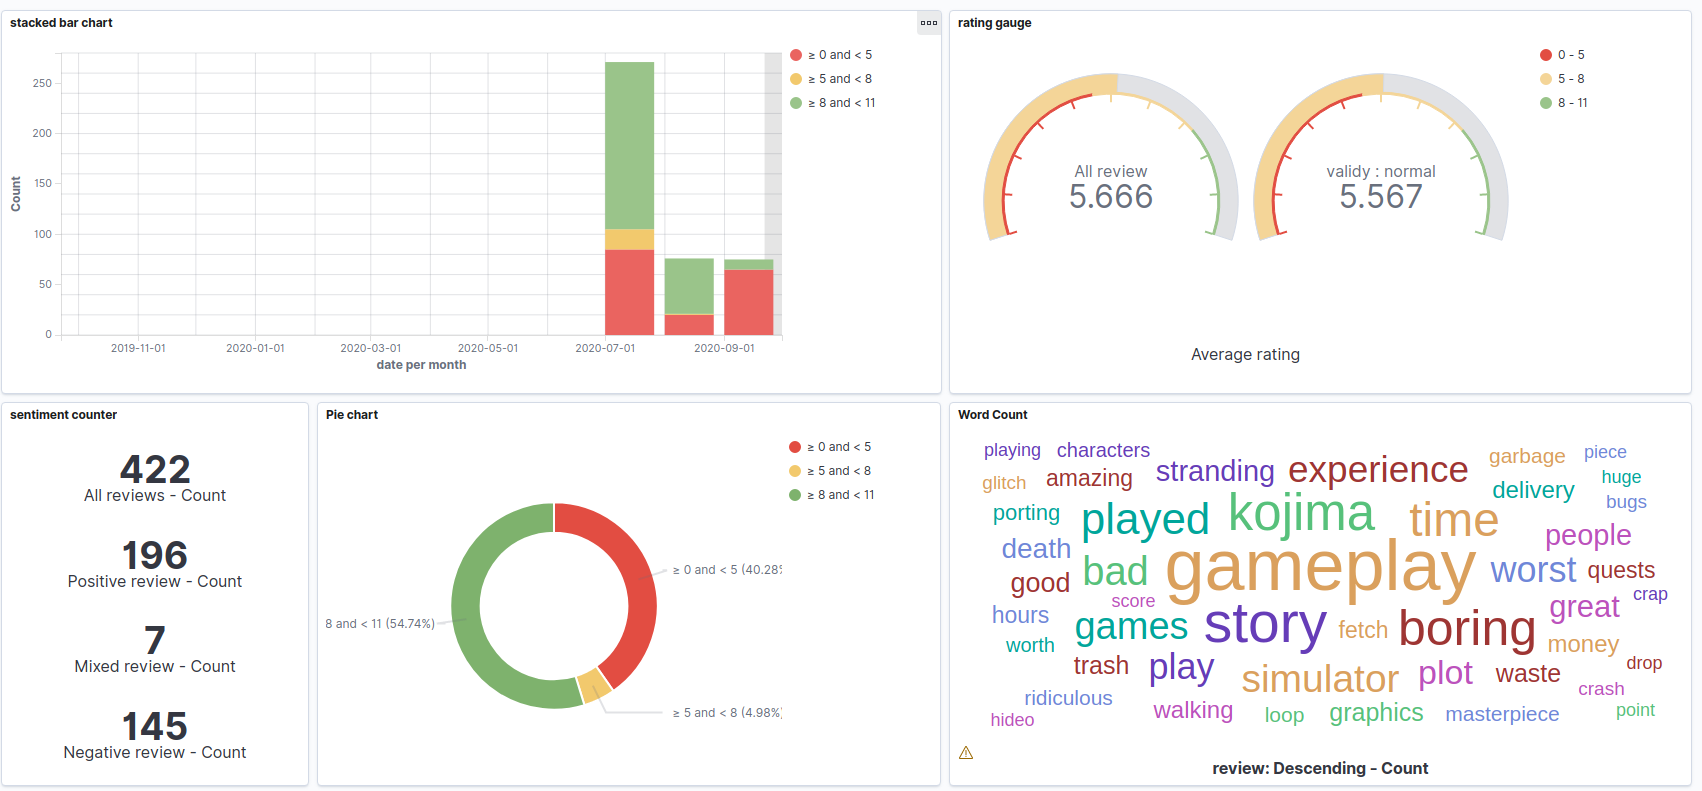 stacked bar chart
Count
250
200
150
100
50
0
2019-11-01 2020-01-01 2020-03-01 2020-05-01 2020-07-01 2020-09-01
date per month
≥ 0 and < 5
≥ 5 and < 8
≥ 8 and < 11
rating gauge
All review
5.666
validy : normal
5.567
0 - 5
5 - 8
8 - 11
Average rating
sentiment counter
422
All reviews - Count
196
Positive review - Count
7
Mixed review - Count
145
Negative review - Count
Pie chart
≥ 0 and < 5
≥ 5 and < 8
≥ 8 and < 11
≥ 0 and < 5 (40.28%
8 and < 11 (54.74%)
≥ 5 and < 8 (4.98%)
Word Count
playing characters
stranding experience garbage piece
glitch amazing delivery huge
porting played kojima time bugs
death people
good bad gameplay worst quests
score crap
hours great
games story fetch boring
worth money
trash play simulator plot waste drop
ridiculous crash
hideo walking loop graphics masterpiece point
review: Descending - Count